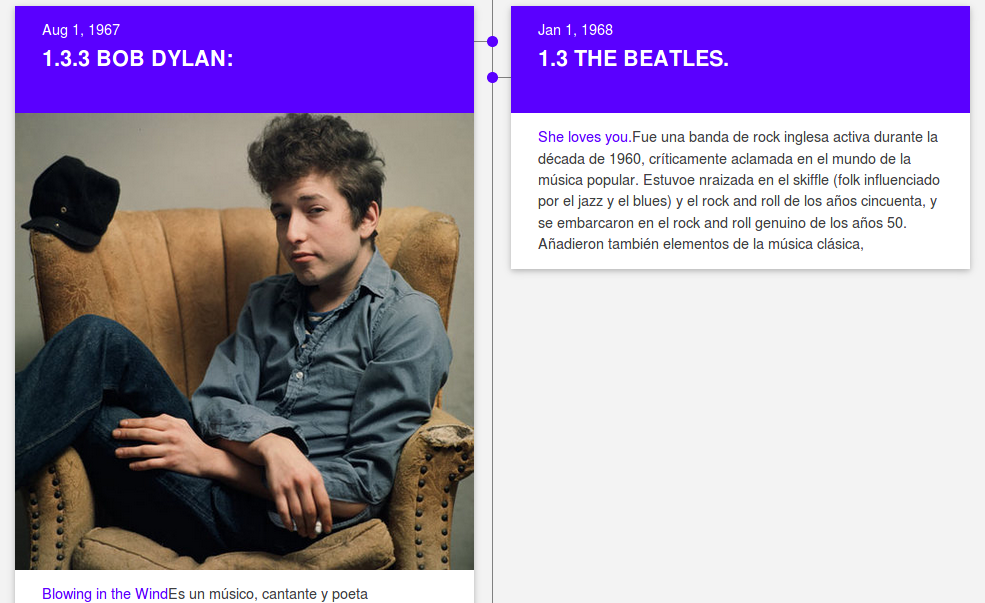 Aug 1, 1967
1.3.3 BOB DYLAN:
Blowing in the WindEs un músico, cantante y poeta
Jan 1, 1968
1.3 THE BEATLES.
She loves you.Fue una banda de rock inglesa activa durante la
década de 1960, críticamente aclamada en el mundo de la
música popular. Estuvoe nraizada en el skiffle (folk influenciado
por el jazz y el blues) y el rock and roll de los años cincuenta, y
se embarcaron en el rock and roll genuino de los años 50.
Añadieron también elementos de la música clásica,